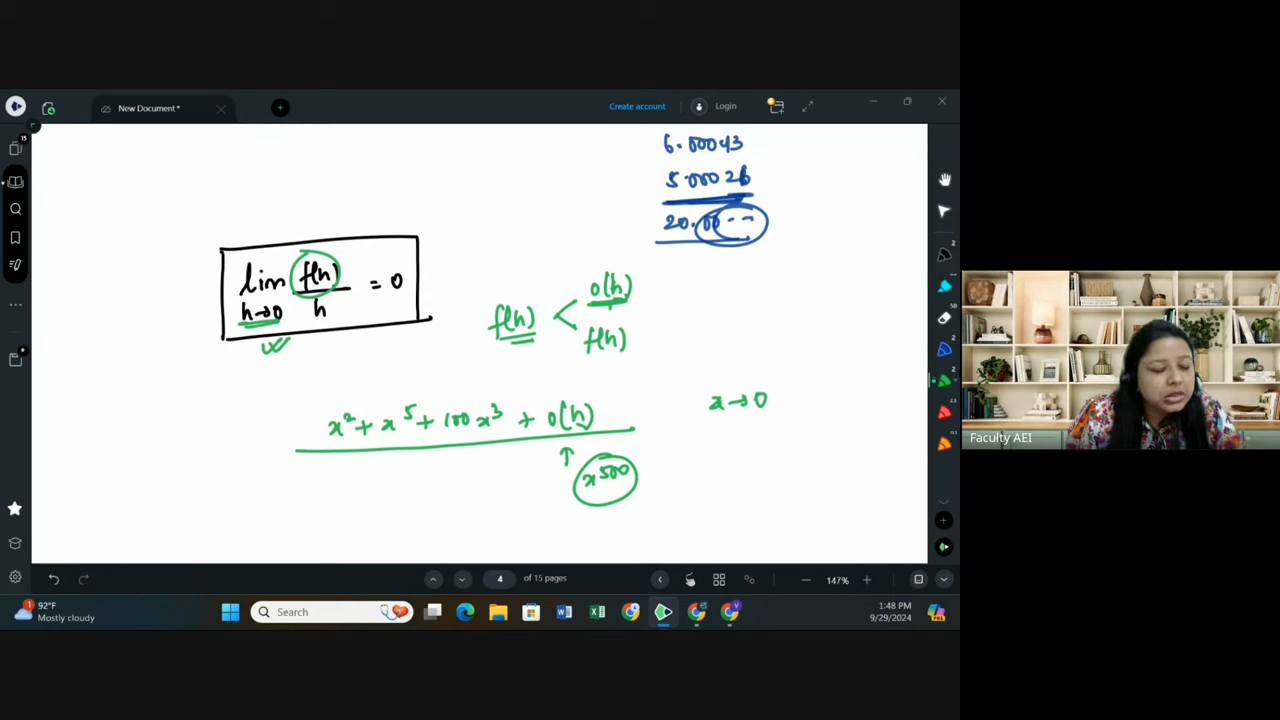 New Document*
Create account
Login
6.00043
5.00026
20.00--
lim f(h)/h = 0
h→0
f(h) < o(h)
f(h)
x² + x⁵ + 100x³ + o(h)
x→0
↑
x⁵⁰⁰
Faculty AEI
4 of 15 pages
147%
92°F
Mostly cloudy
Search
1:48 PM
9/29/2024